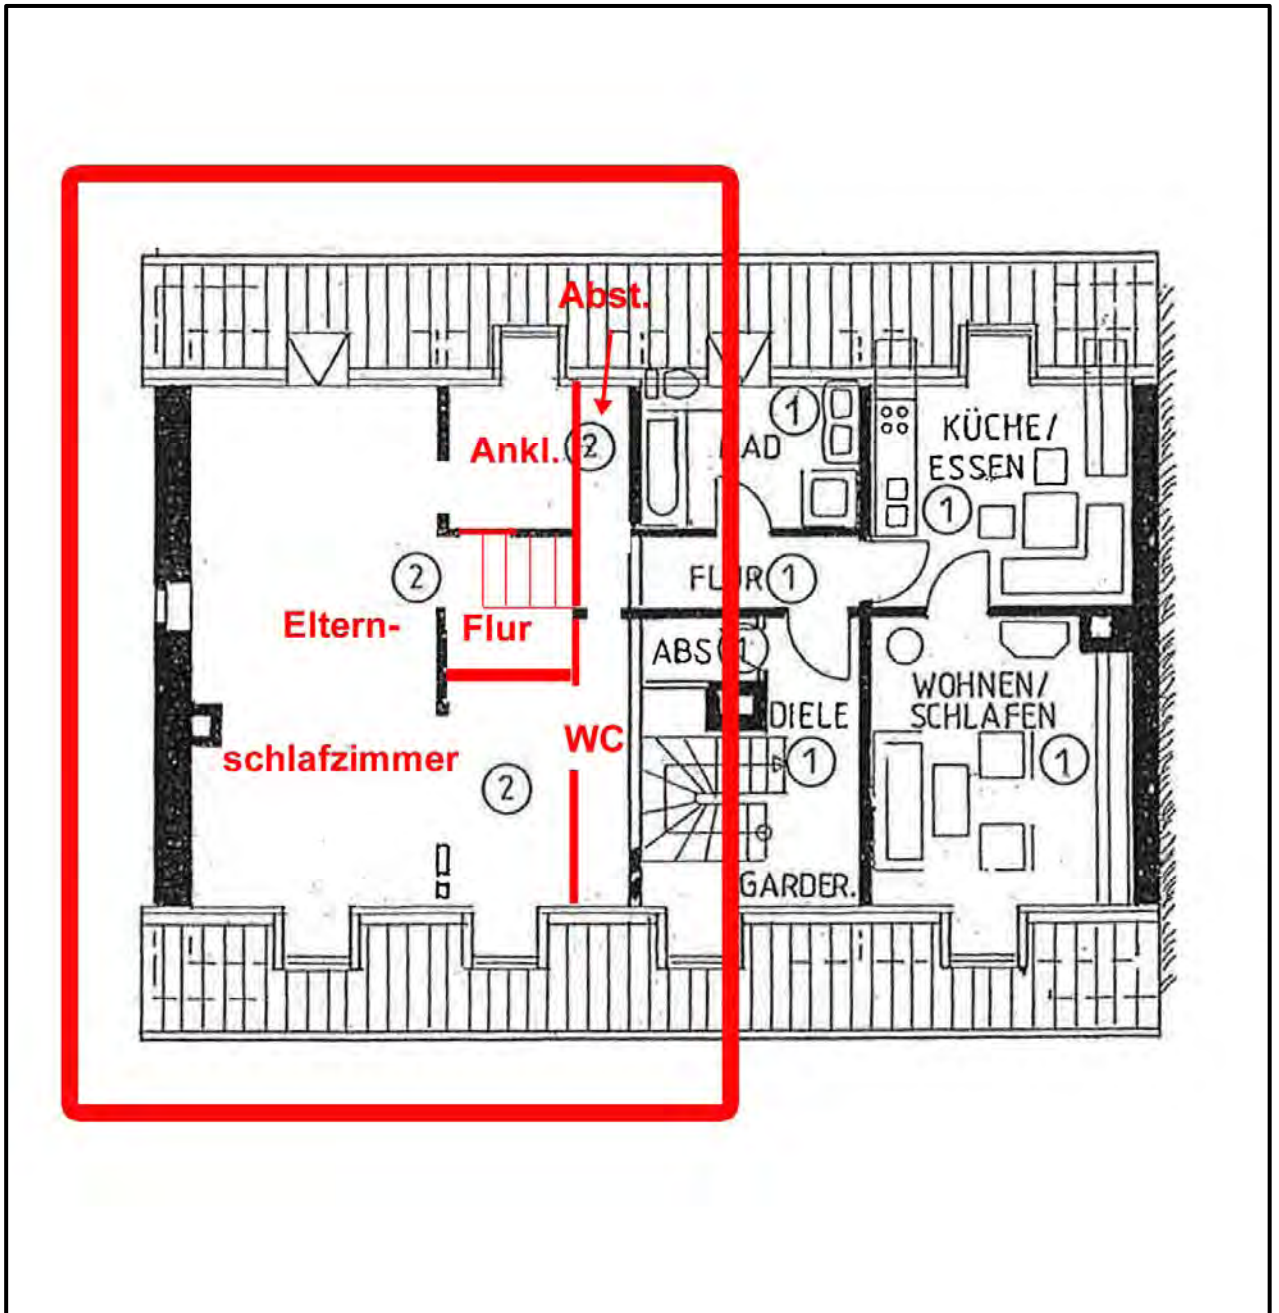 Abst.
Ankl.
2
1
KÜCHE/
ESSEN
1
2
FLUR
1
Eltern-
Flur
ABS
1
WOHNEN/
SCHLAFEN
1
WC
DIELE
1
schlafzimmer
2
GARDER.